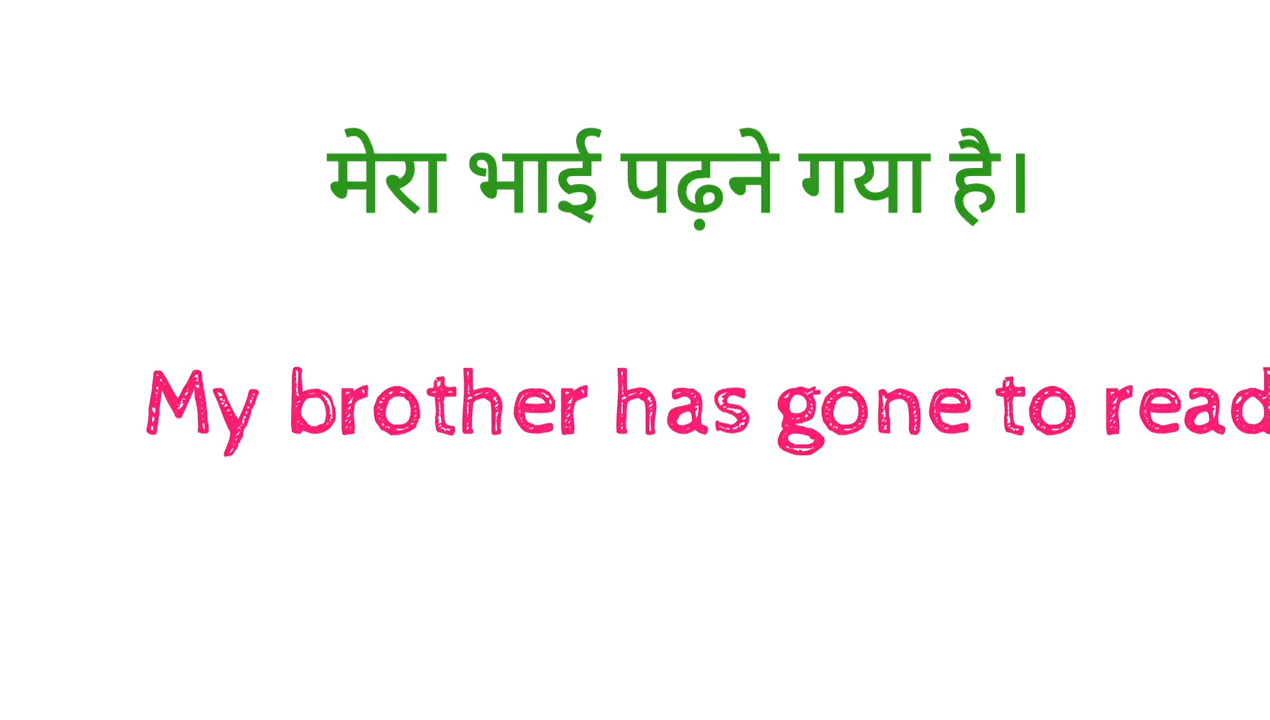 मेरा भाई पढ़ने गया है।
My brother has gone to read